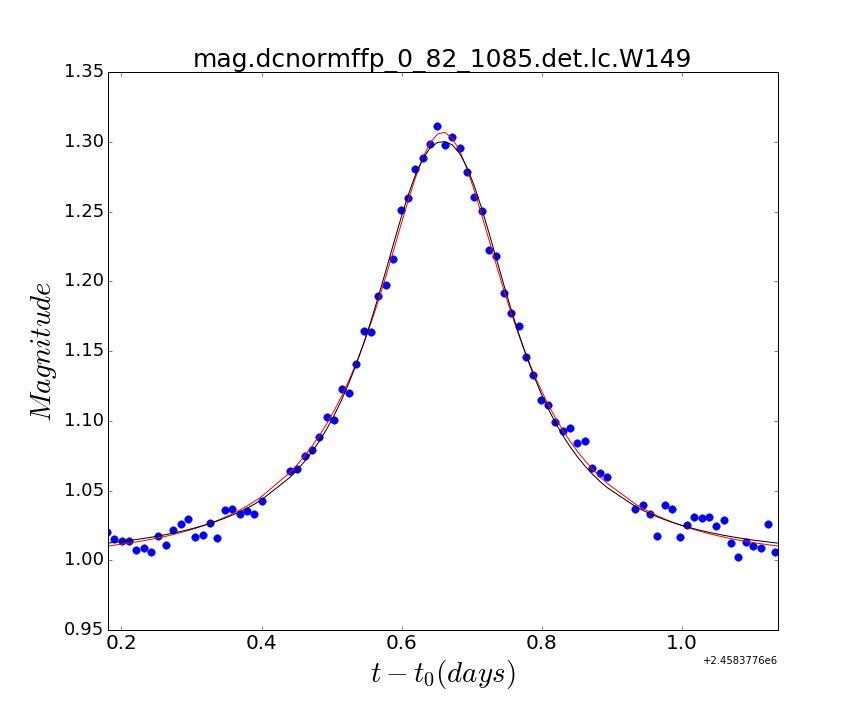 mag.dcnormffp_0_82_1085.det.lc.W149
1.35
1.30
1.25
1.20
1.15
1.10
1.05
1.00
0.95
Magnitude
0.2 0.4 0.6 0.8 1.0
+2.4583776e6
t − t0(days)